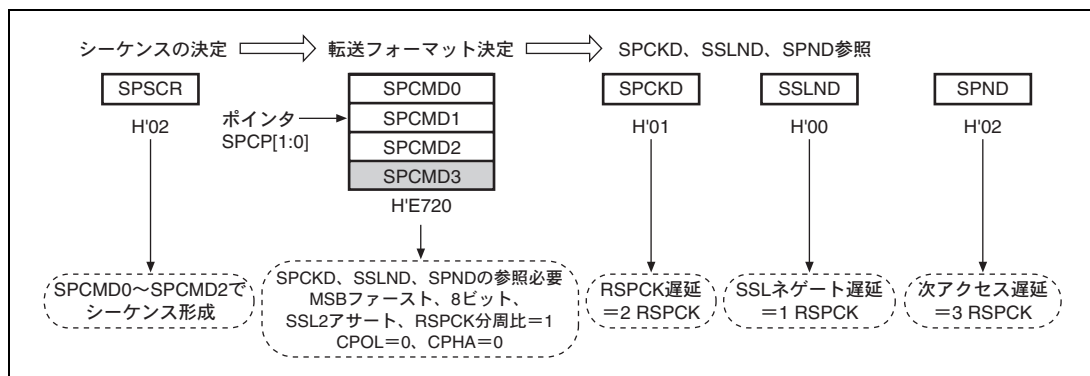 シーケンスの決定 転送フォーマット決定 SPCKD、SSLND、SPND参照
SPSCR
H'02
ポインタ
SPCP[1:0]
SPCMD0
SPCMD1
SPCMD2
SPCMD3
H'E720
SPCKD
H'01
SSLND
H'00
SPND
H'02
SPCMD0～SPCMD2で
シーケンス形成
SPCKD、SSLND、SPNDの参照必要
MSBファースト、8ビット、
SSL2アサート、RSPCK分周比＝1
CPOL＝0、CPHA＝0
RSPCK遅延
＝2 RSPCK
SSLネゲート遅延
＝1 RSPCK
次アクセス遅延
＝3 RSPCK